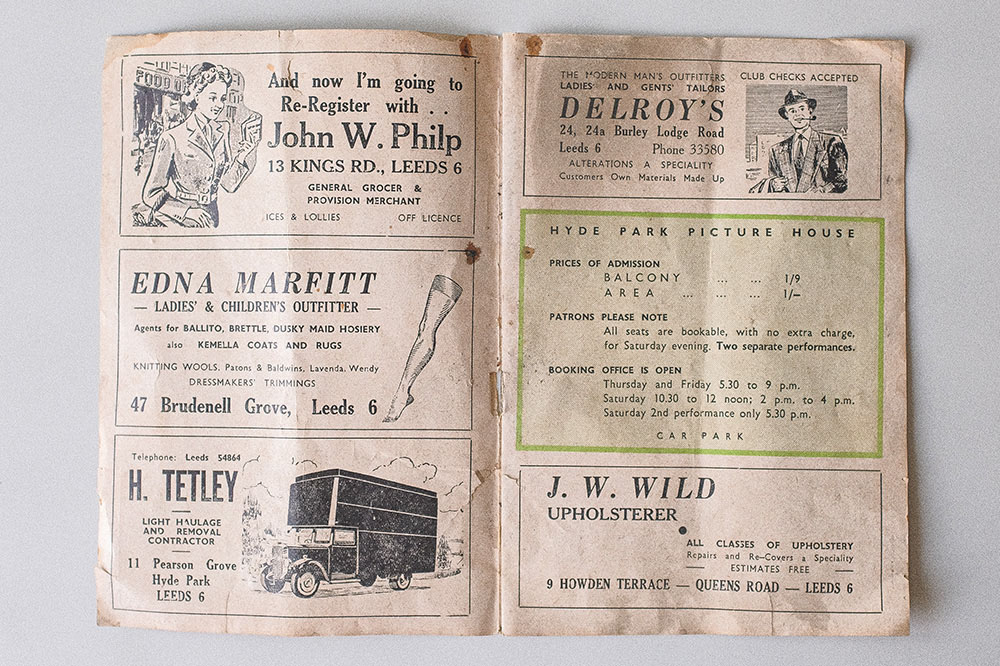 FOOD OF
And now I'm going to
Re-Register with . .
John W. Philp
13 KINGS RD., LEEDS 6
GENERAL GROCER &
PROVISION MERCHANT
ICES & LOLLIES OFF LICENCE
EDNA MARFITT
— LADIES' & CHILDREN'S OUTFITTER —
Agents for BALLITO, BRETTLE, DUSKY MAID HOSIERY
also KEMELLA COATS AND RUGS
KNITTING WOOLS. Patons & Baldwins, Lavenda, Wendy
DRESSMAKERS' TRIMMINGS
47 Brudenell Grove, Leeds 6
Telephone: Leeds 54864
H. TETLEY
LIGHT HAULAGE
AND REMOVAL
CONTRACTOR
11 Pearson Grove
Hyde Park
LEEDS 6
THE MODERN MAN'S OUTFITTERS
LADIES' AND GENTS' TAILORS
CLUB CHECKS ACCEPTED
DELROY'S
24, 24a Burley Lodge Road
Leeds 6 Phone 33580
ALTERATIONS A SPECIALITY
Customers Own Materials Made Up
HYDE PARK PICTURE HOUSE
PRICES OF ADMISSION
BALCONY ... ... 1/9
AREA ... ... ... 1/–
PATRONS PLEASE NOTE
All seats are bookable, with no extra charge,
for Saturday evening. Two separate performances.
BOOKING OFFICE IS OPEN
Thursday and Friday 5.30 to 9 p.m.
Saturday 10.30 to 12 noon; 2 p.m. to 4 p.m.
Saturday 2nd performance only 5.30 p.m.
CAR PARK
J. W. WILD
UPHOLSTERER
ALL CLASSES OF UPHOLSTERY
Repairs and Re-Covers a Speciality
ESTIMATES FREE
9 HOWDEN TERRACE — QUEENS ROAD — LEEDS 6